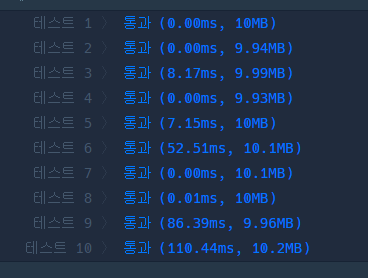 테스트 1 〉 통과 (0.00ms, 10MB)
테스트 2 〉 통과 (0.00ms, 9.94MB)
테스트 3 〉 통과 (8.17ms, 9.99MB)
테스트 4 〉 통과 (0.00ms, 9.93MB)
테스트 5 〉 통과 (7.15ms, 10MB)
테스트 6 〉 통과 (52.51ms, 10.1MB)
테스트 7 〉 통과 (0.00ms, 10.1MB)
테스트 8 〉 통과 (0.01ms, 10MB)
테스트 9 〉 통과 (86.39ms, 9.96MB)
테스트 10 〉 통과 (110.44ms, 10.2MB)